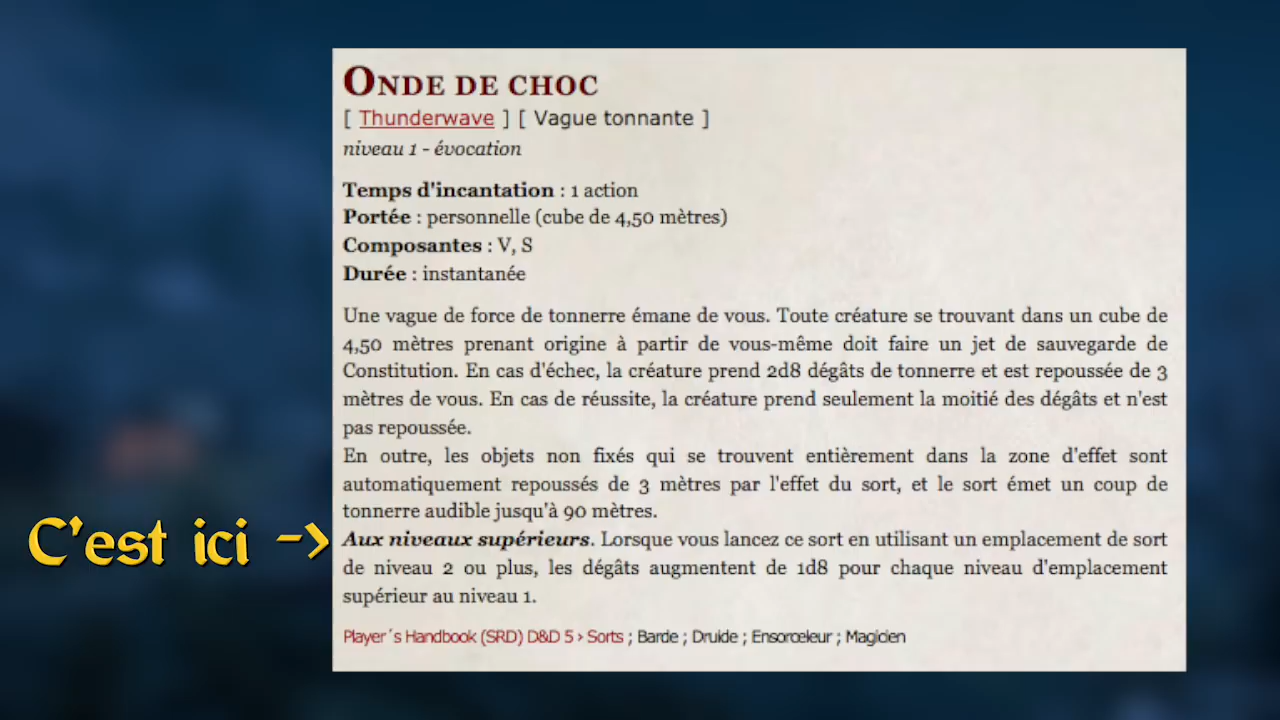 Onde de choc
[ Thunderwave ] [ Vague tonnante ]
niveau 1 - évocation
Temps d'incantation : 1 action
Portée : personnelle (cube de 4,50 mètres)
Composantes : V, S
Durée : instantanée
Une vague de force de tonnerre émane de vous. Toute créature se trouvant dans un cube de
4,50 mètres prenant origine à partir de vous-même doit faire un jet de sauvegarde de
Constitution. En cas d'échec, la créature prend 2d8 dégâts de tonnerre et est repoussée de 3
mètres de vous. En cas de réussite, la créature prend seulement la moitié des dégâts et n'est
pas repoussée.
En outre, les objets non fixés qui se trouvent entièrement dans la zone d'effet sont
automatiquement repoussés de 3 mètres par l'effet du sort, et le sort émet un coup de
tonnerre audible jusqu'à 90 mètres.
C'est ici ->
Aux niveaux supérieurs. Lorsque vous lancez ce sort en utilisant un emplacement de sort
de niveau 2 ou plus, les dégâts augmentent de 1d8 pour chaque niveau d'emplacement
supérieur au niveau 1.
Player´s Handbook (SRD) D&D 5 › Sorts ; Barde ; Druide ; Ensorceleur ; Magicien